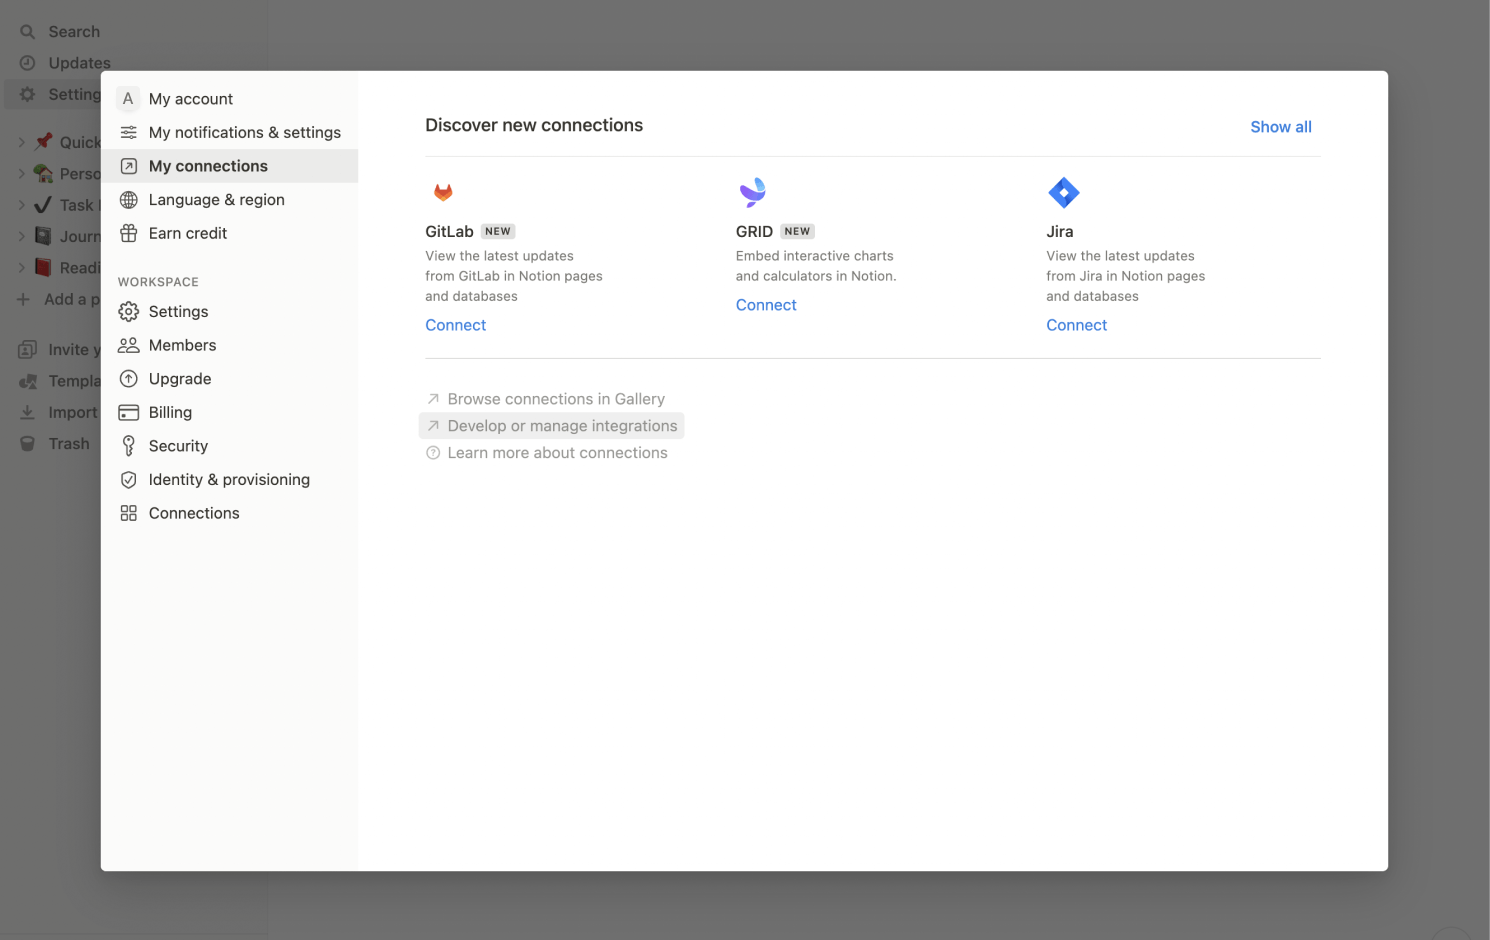 Search
Updates
Setting
Quick
Perso
Task
Journ
Readi
Add a p
Invite y
Templa
Import
Trash
A My account
My notifications & settings
My connections
Language & region
Earn credit
WORKSPACE
Settings
Members
Upgrade
Billing
Security
Identity & provisioning
Connections
Discover new connections
Show all
GitLab NEW
View the latest updates
from GitLab in Notion pages
and databases
Connect
GRID NEW
Embed interactive charts
and calculators in Notion.
Connect
Jira
View the latest updates
from Jira in Notion pages
and databases
Connect
Browse connections in Gallery
Develop or manage integrations
Learn more about connections